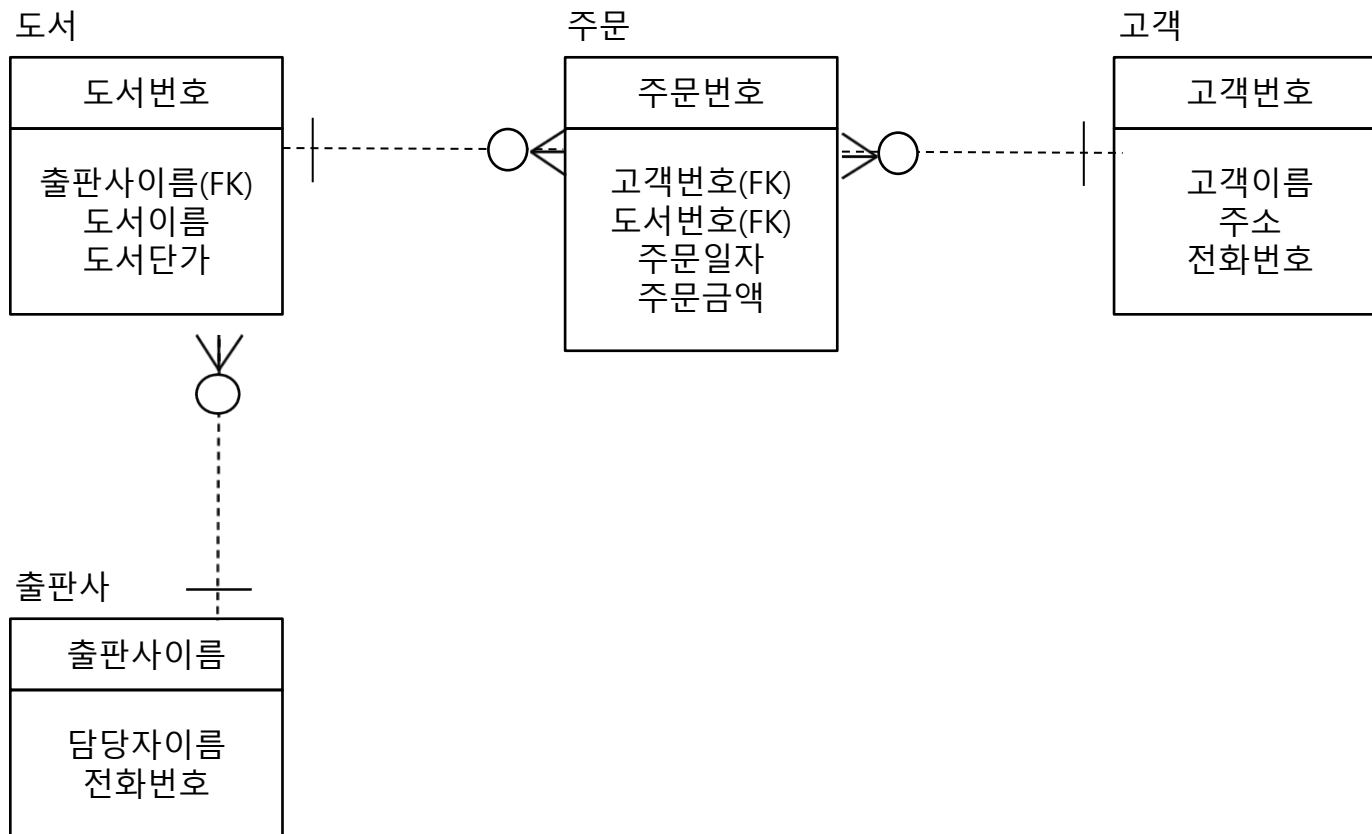 도서
도서번호
출판사이름(FK)
도서이름
도서단가
주문
주문번호
고객번호(FK)
도서번호(FK)
주문일자
주문금액
고객
고객번호
고객이름
주소
전화번호
출판사
출판사이름
담당자이름
전화번호